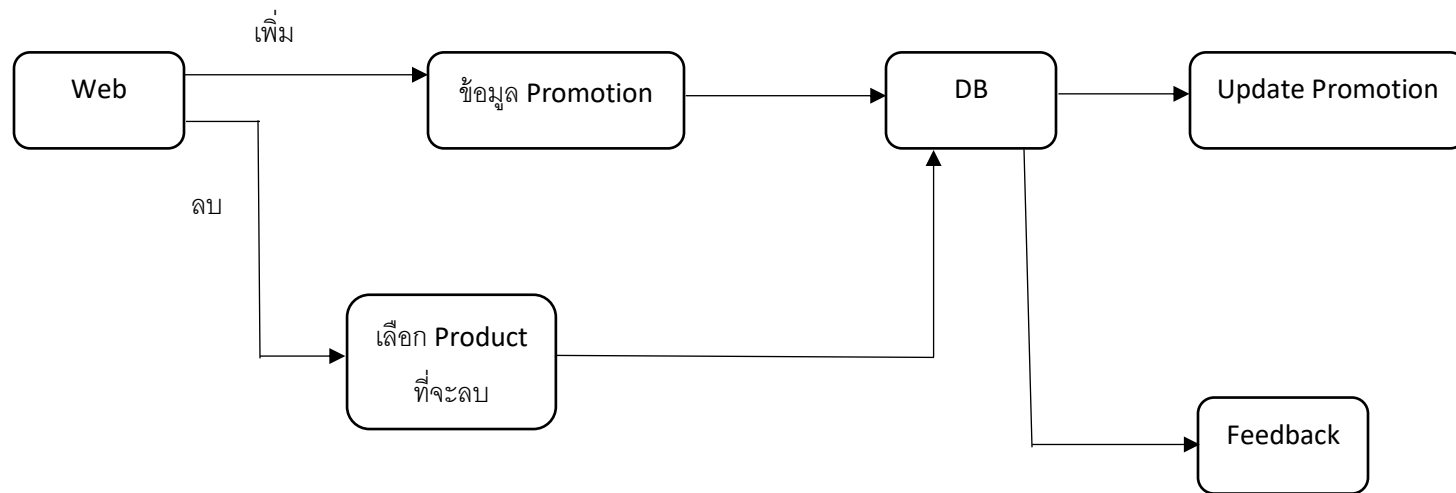 เพิ่ม
Web
ข้อมูล Promotion
DB
Update Promotion
ลบ
เลือก Product
ที่จะลบ
Feedback